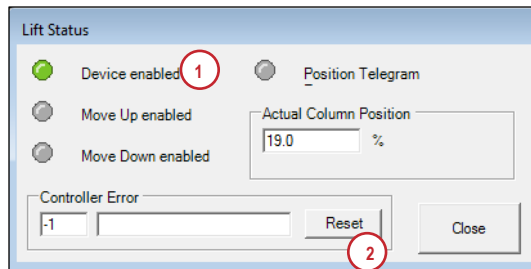 Lift Status
Device enabled 1
Position Telegram
Move Up enabled
Actual Column Position
19.0 %
Move Down enabled
Controller Error
-1
Reset
2
Close